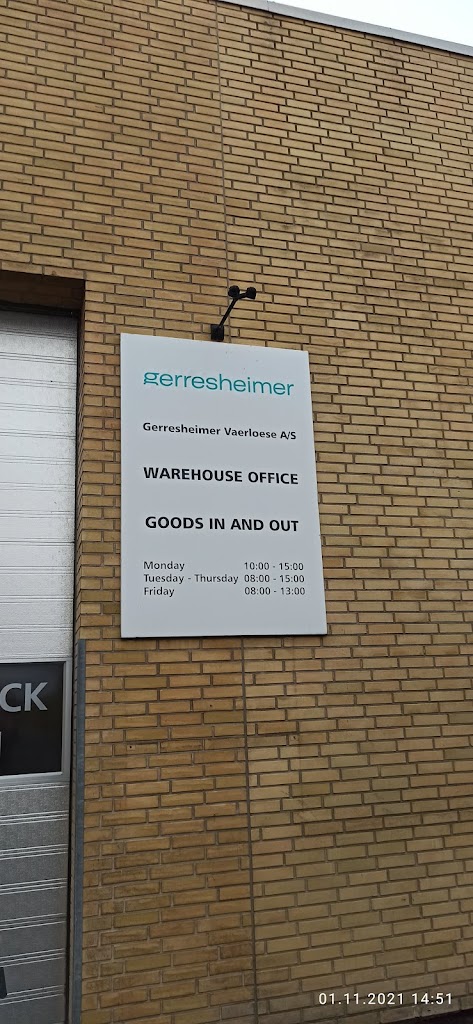 gerresheimer
Gerresheimer Vaerloese A/S
WAREHOUSE OFFICE
GOODS IN AND OUT
Monday 10:00 - 15:00
Tuesday - Thursday 08:00 - 15:00
Friday 08:00 - 13:00
CK
01.11.2021 14:51